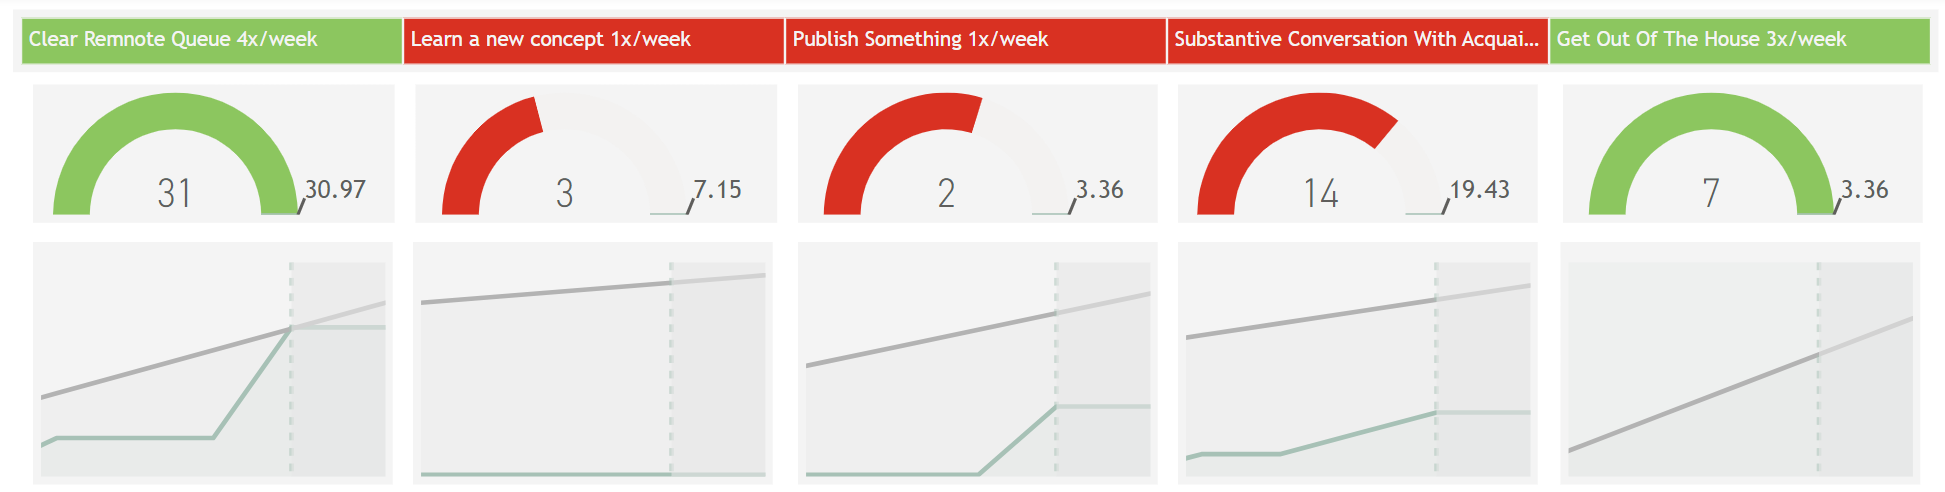 Clear Remnote Queue 4x/week
Learn a new concept 1x/week
Publish Something 1x/week
Substantive Conversation With Acquai...
Get Out Of The House 3x/week
31
30.97
3
7.15
2
3.36
14
19.43
7
3.36